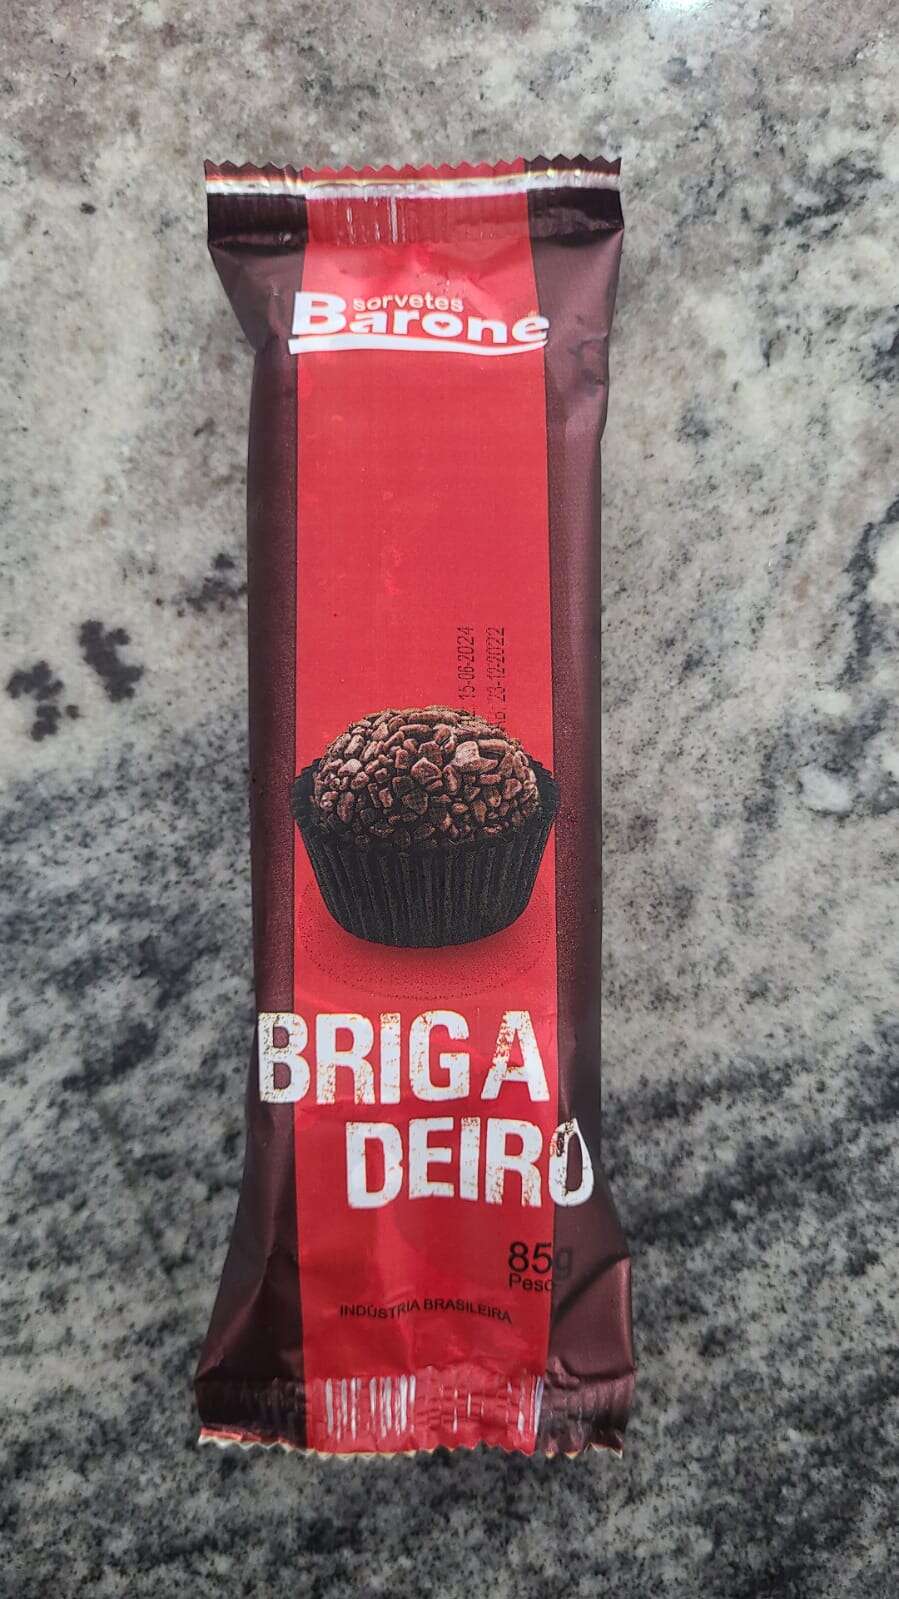 sorvetes
Barone
15-06-2024
23-12-2022
BRIGA
DEIRO
85g
Peso
INDÚSTRIA BRASILEIRA